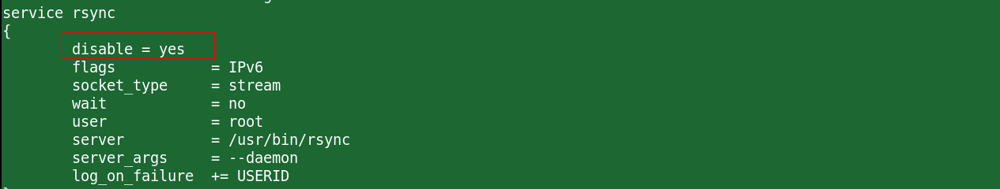 service rsync
{
        disable = yes
        flags           = IPv6
        socket_type     = stream
        wait            = no
        user            = root
        server          = /usr/bin/rsync
        server_args     = --daemon
        log_on_failure  += USERID